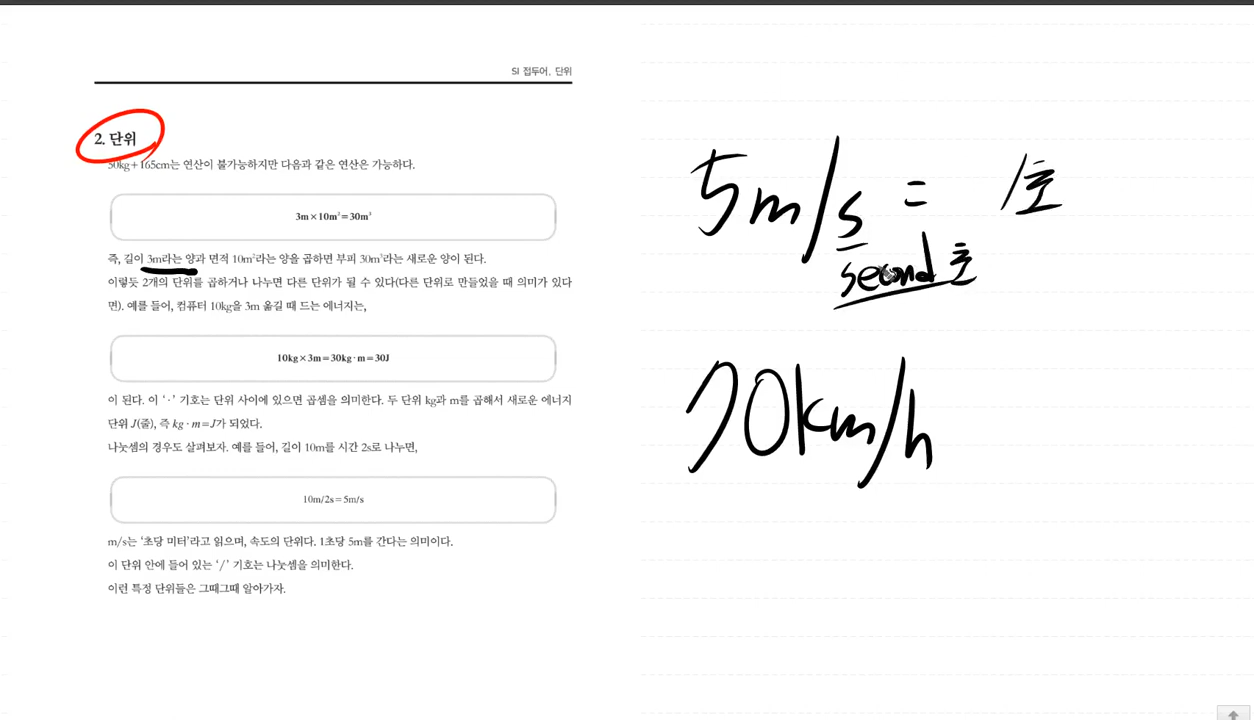 SI 접두어, 단위
2. 단위
50kg+165cm는 연산이 불가능하지만 다음과 같은 연산은 가능하다.
3m×10m²=30m³
즉, 길이 3m라는 양과 면적 10m²라는 양을 곱하면 부피 30m³라는 새로운 양이 된다.
이렇듯 2개의 단위를 곱하거나 나누면 다른 단위가 될 수 있다(다른 단위로 만들었을 때 의미가 있다
면). 예를 들어, 컴퓨터 10kg을 3m 옮길 때 드는 에너지는,
10kg×3m=30kg·m=30J
이 된다. 이 '·' 기호는 단위 사이에 있으면 곱셈을 의미한다. 두 단위 kg과 m를 곱해서 새로운 에너지
단위 J(줄), 즉 kg·m=J가 되었다.
나눗셈의 경우도 살펴보자. 예를 들어, 길이 10m를 시간 2s로 나누면,
10m/2s=5m/s
m/s는 '초당 미터'라고 읽으며, 속도의 단위다. 1초당 5m를 간다는 의미이다.
이 단위 안에 들어 있는 '/' 기호는 나눗셈을 의미한다.
이런 특정 단위들은 그때그때 알아가자.
5m/s = 1초
second 초
70km/h